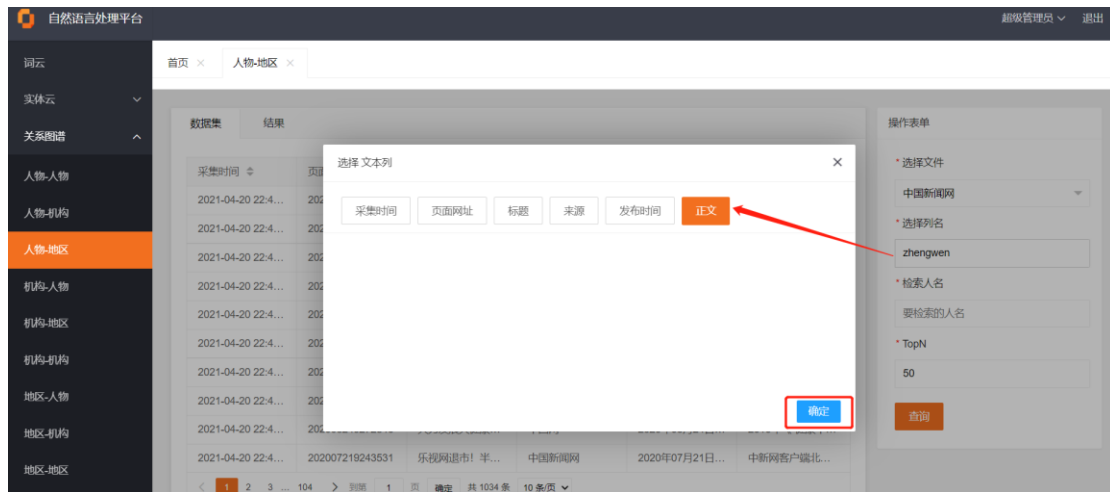 自然语言处理平台
超级管理员 退出
词云
实体云
关系图谱
人物-人物
人物-机构
人物-地区
机构-人物
机构-地区
机构-机构
地区-人物
地区-机构
地区-地区
首页 × 人物-地区 ×
数据集 结果
采集时间
2021-04-20 22:4...
2021-04-20 22:4...
2021-04-20 22:4...
2021-04-20 22:4...
2021-04-20 22:4...
2021-04-20 22:4...
2021-04-20 22:4...
2021-04-20 22:4...
2021-04-20 22:4...
2021-04-20 22:4... 202007219243531 乐视网退市！半... 中国新闻网 2020年07月21日... 中新网客户端北...
< 1 2 3 ... 104 > 到第 1 页 确定 共 1034 条 10 条/页
选择 文本列 ×
采集时间 页面网址 标题 来源 发布时间 正文
确定
操作表单
* 选择文件
中国新闻网
* 选择列名
zhengwen
* 检索人名
要检索的人名
* TopN
50
查询